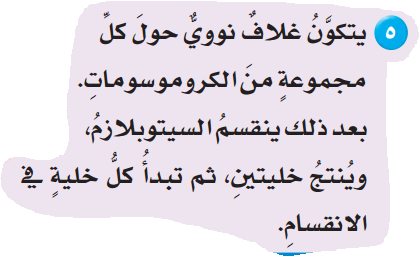 ٥ يتكوَّنُ غلافٌ نوويٌّ حولَ كلِّ
مجموعةٍ منَ الكروموسوماتِ.
بعد ذلك ينقسمُ السيتوبلازمُ،
ويُنتجُ خليتينِ، ثم تبدأُ كلُّ خليةٍ في
الانقسامِ.